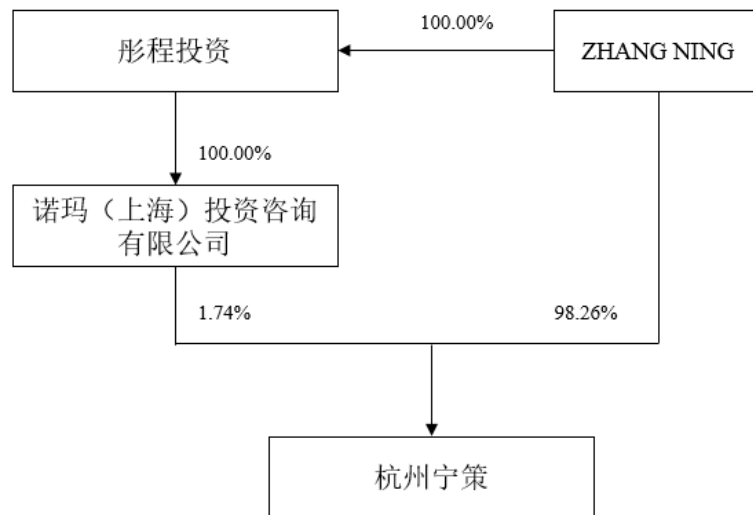 100.00%
彤程投资
ZHANG NING
100.00%
诺玛（上海）投资咨询
有限公司
1.74%
98.26%
杭州宁策